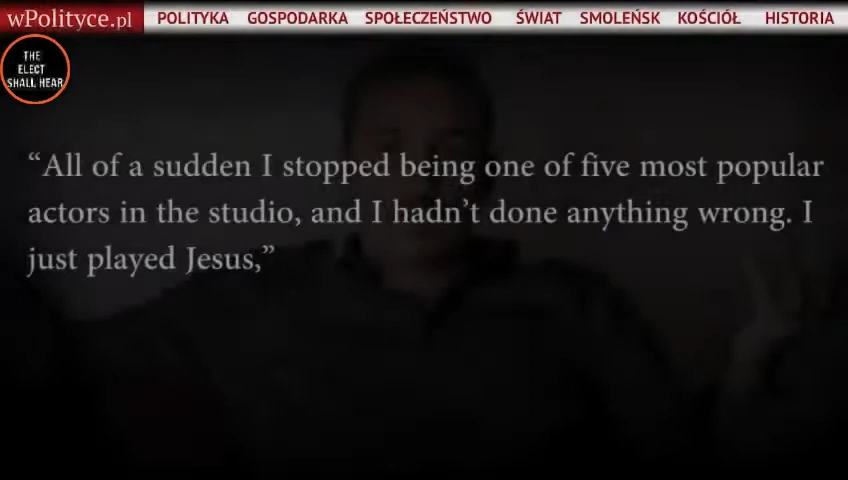 wPolityce.pl POLITYKA GOSPODARKA SPOŁECZEŃSTWO ŚWIAT SMOLEŃSK KOŚCIÓŁ HISTORIA
THE
ELECT
SHALL HEAR
“All of a sudden I stopped being one of five most popular
actors in the studio, and I hadn’t done anything wrong. I
just played Jesus,”